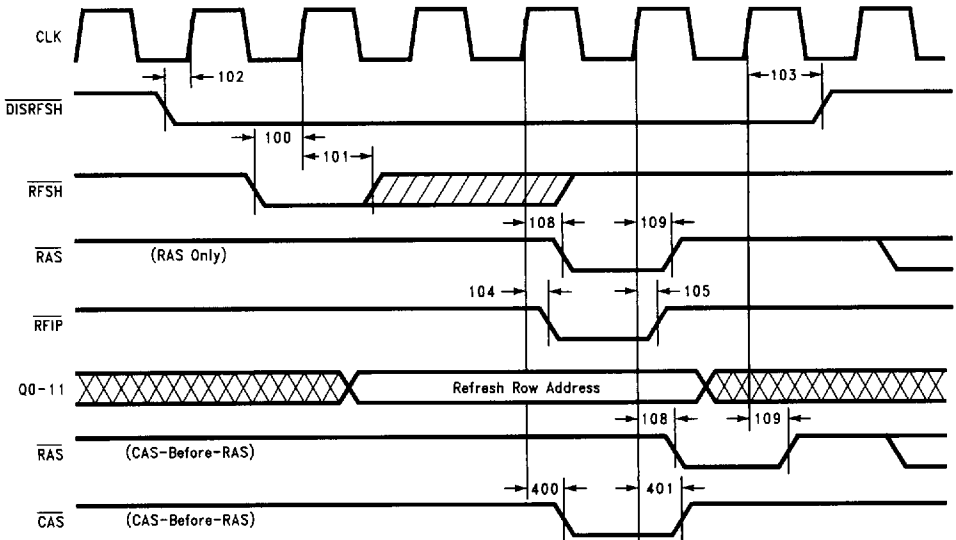 CLK
102
103
DISRFSH
100
101
RFSH
108
109
RAS
(RAS Only)
104
105
RFIP
Q0-11
Refresh Row Address
108
109
RAS
(CAS-Before-RAS)
400
401
CAS
(CAS-Before-RAS)